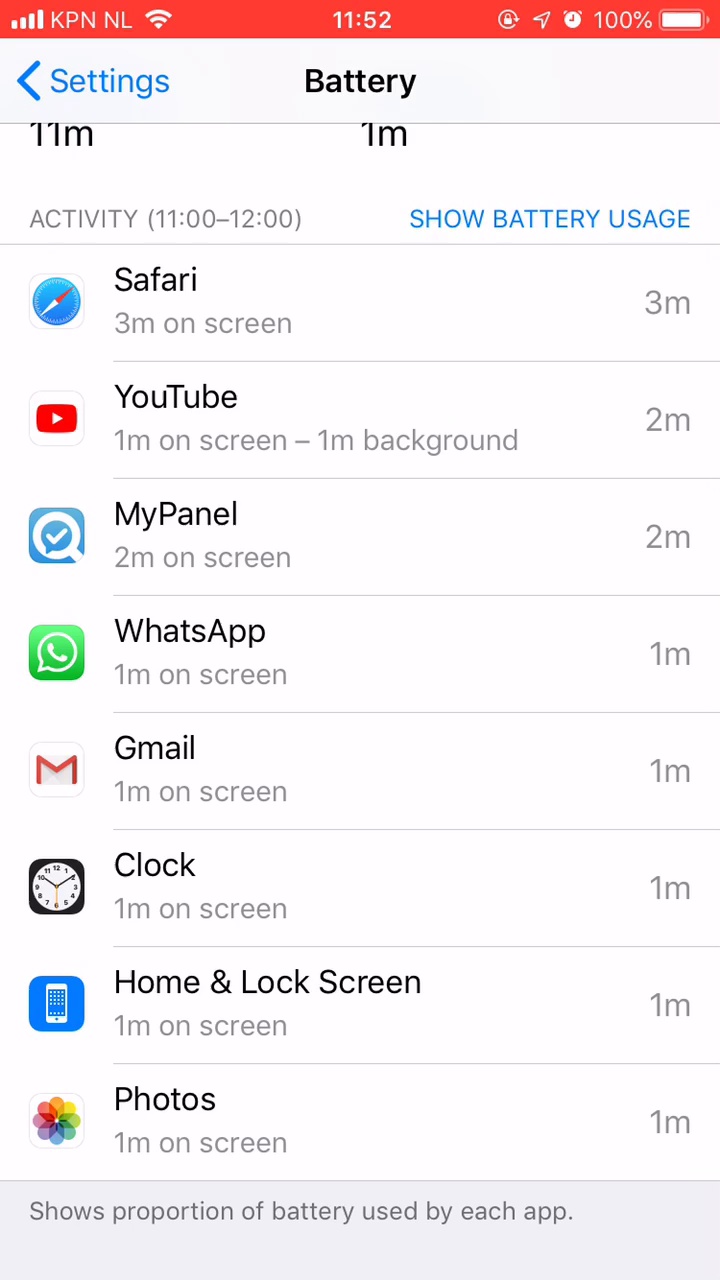 KPN NL 11:52 100%
Settings Battery
11m 1m
ACTIVITY (11:00–12:00) SHOW BATTERY USAGE
Safari
3m on screen 3m
YouTube
1m on screen – 1m background 2m
MyPanel
2m on screen 2m
WhatsApp
1m on screen 1m
Gmail
1m on screen 1m
Clock
1m on screen 1m
Home & Lock Screen
1m on screen 1m
Photos
1m on screen 1m
Shows proportion of battery used by each app.